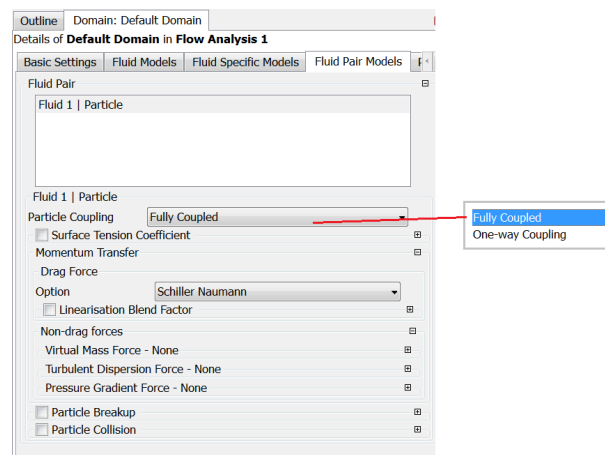 Outline Domain: Default Domain
Details of Default Domain in Flow Analysis 1
Basic Settings Fluid Models Fluid Specific Models Fluid Pair Models
Fluid Pair
Fluid 1 | Particle
Fluid 1 | Particle
Particle Coupling Fully Coupled
Fully Coupled
One-way Coupling
Surface Tension Coefficient
Momentum Transfer
Drag Force
Option Schiller Naumann
Linearisation Blend Factor
Non-drag forces
Virtual Mass Force - None
Turbulent Dispersion Force - None
Pressure Gradient Force - None
Particle Breakup
Particle Collision